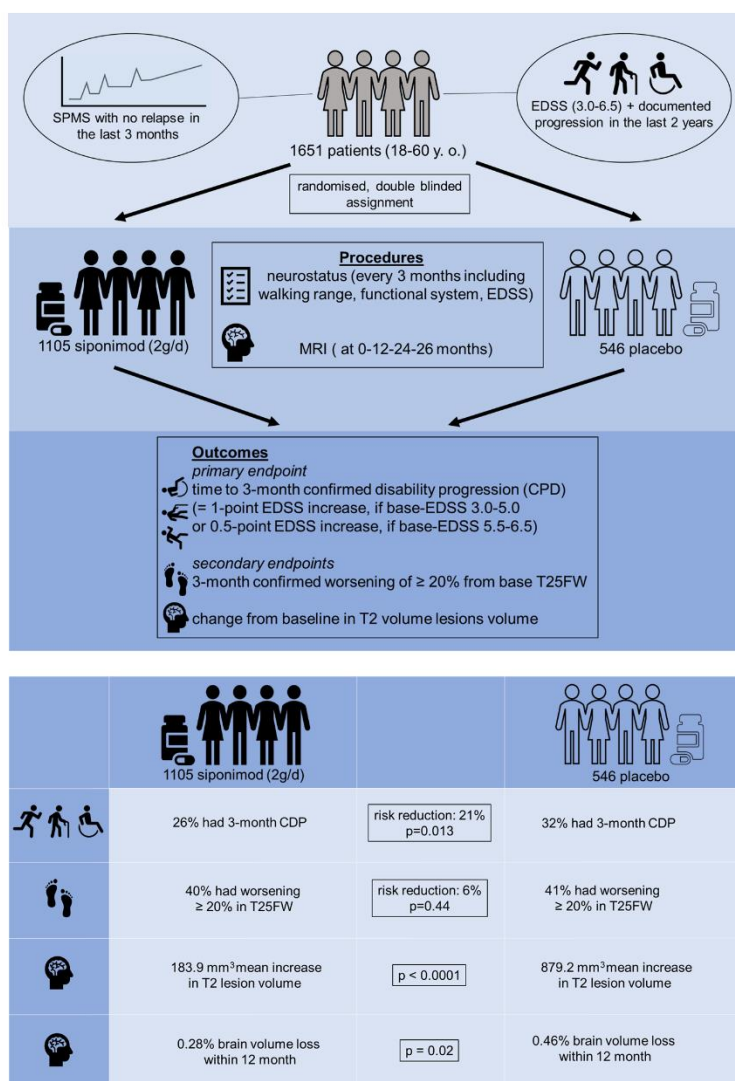 SPMS with no relapse in
the last 3 months
1651 patients (18-60 y. o.)
EDSS (3.0-6.5) + documented
progression in the last 2 years
randomised, double blinded
assignment
1105 siponimod (2g/d)
Procedures
neurostatus (every 3 months including
walking range, functional system, EDSS)
MRI ( at 0-12-24-26 months)
546 placebo
Outcomes
primary endpoint
time to 3-month confirmed disability progression (CPD)
(= 1-point EDSS increase, if base-EDSS 3.0-5.0
or 0.5-point EDSS increase, if base-EDSS 5.5-6.5)
secondary endpoints
3-month confirmed worsening of ≥ 20% from base T25FW
change from baseline in T2 volume lesions volume
1105 siponimod (2g/d)
546 placebo
26% had 3-month CDP
risk reduction: 21%
p=0.013
32% had 3-month CDP
40% had worsening
≥ 20% in T25FW
risk reduction: 6%
p=0.44
41% had worsening
≥ 20% in T25FW
183.9 mm³ mean increase
in T2 lesion volume
p < 0.0001
879.2 mm³ mean increase
in T2 lesion volume
0.28% brain volume loss
within 12 month
p = 0.02
0.46% brain volume loss
within 12 month